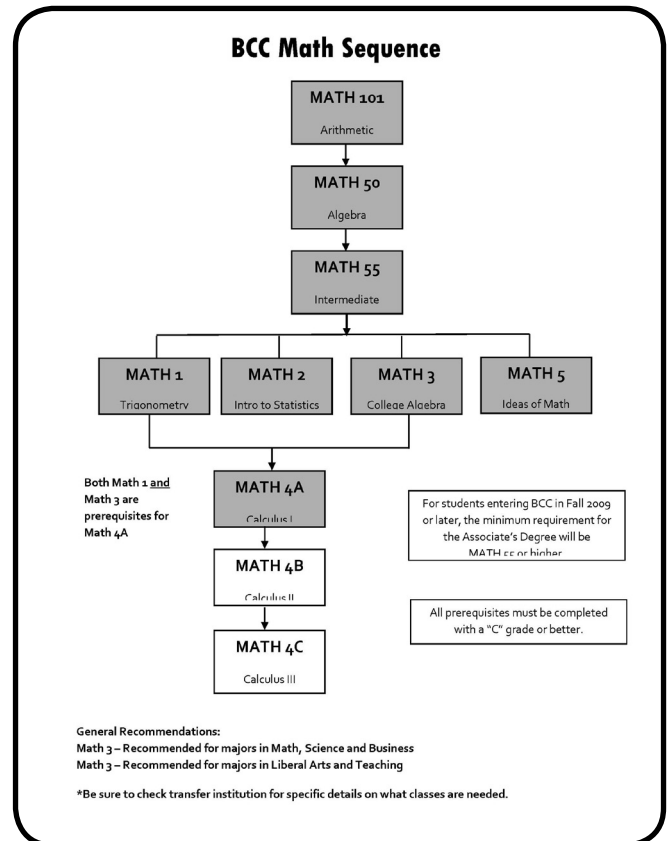 BCC Math Sequence
MATH 101
Arithmetic
MATH 50
Algebra
MATH 55
Intermediate
MATH 1
Trigonometry
MATH 2
Intro to Statistics
MATH 3
College Algebra
MATH 5
Ideas of Math
Both Math 1 and
Math 3 are
prerequisites for
Math 4A
MATH 4A
Calculus I
MATH 4B
Calculus II
MATH 4C
Calculus III
For students entering BCC in Fall 2009
or later, the minimum requirement for
the Associate's Degree will be
MATH 55 or higher
All prerequisites must be completed
with a "C" grade or better.
General Recommendations:
Math 3 – Recommended for majors in Math, Science and Business
Math 3 – Recommended for majors in Liberal Arts and Teaching
*Be sure to check transfer institution for specific details on what classes are needed.